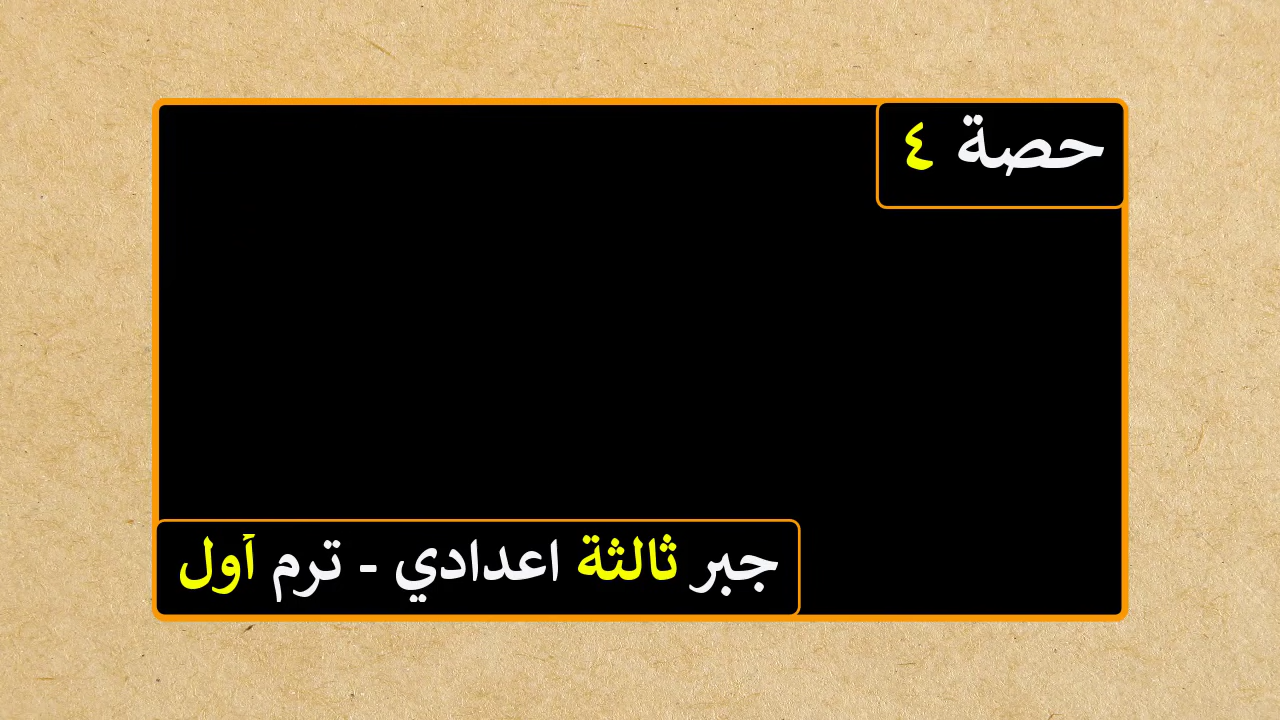 حصة ٤
جبر ثالثة اعدادي - ترم أول